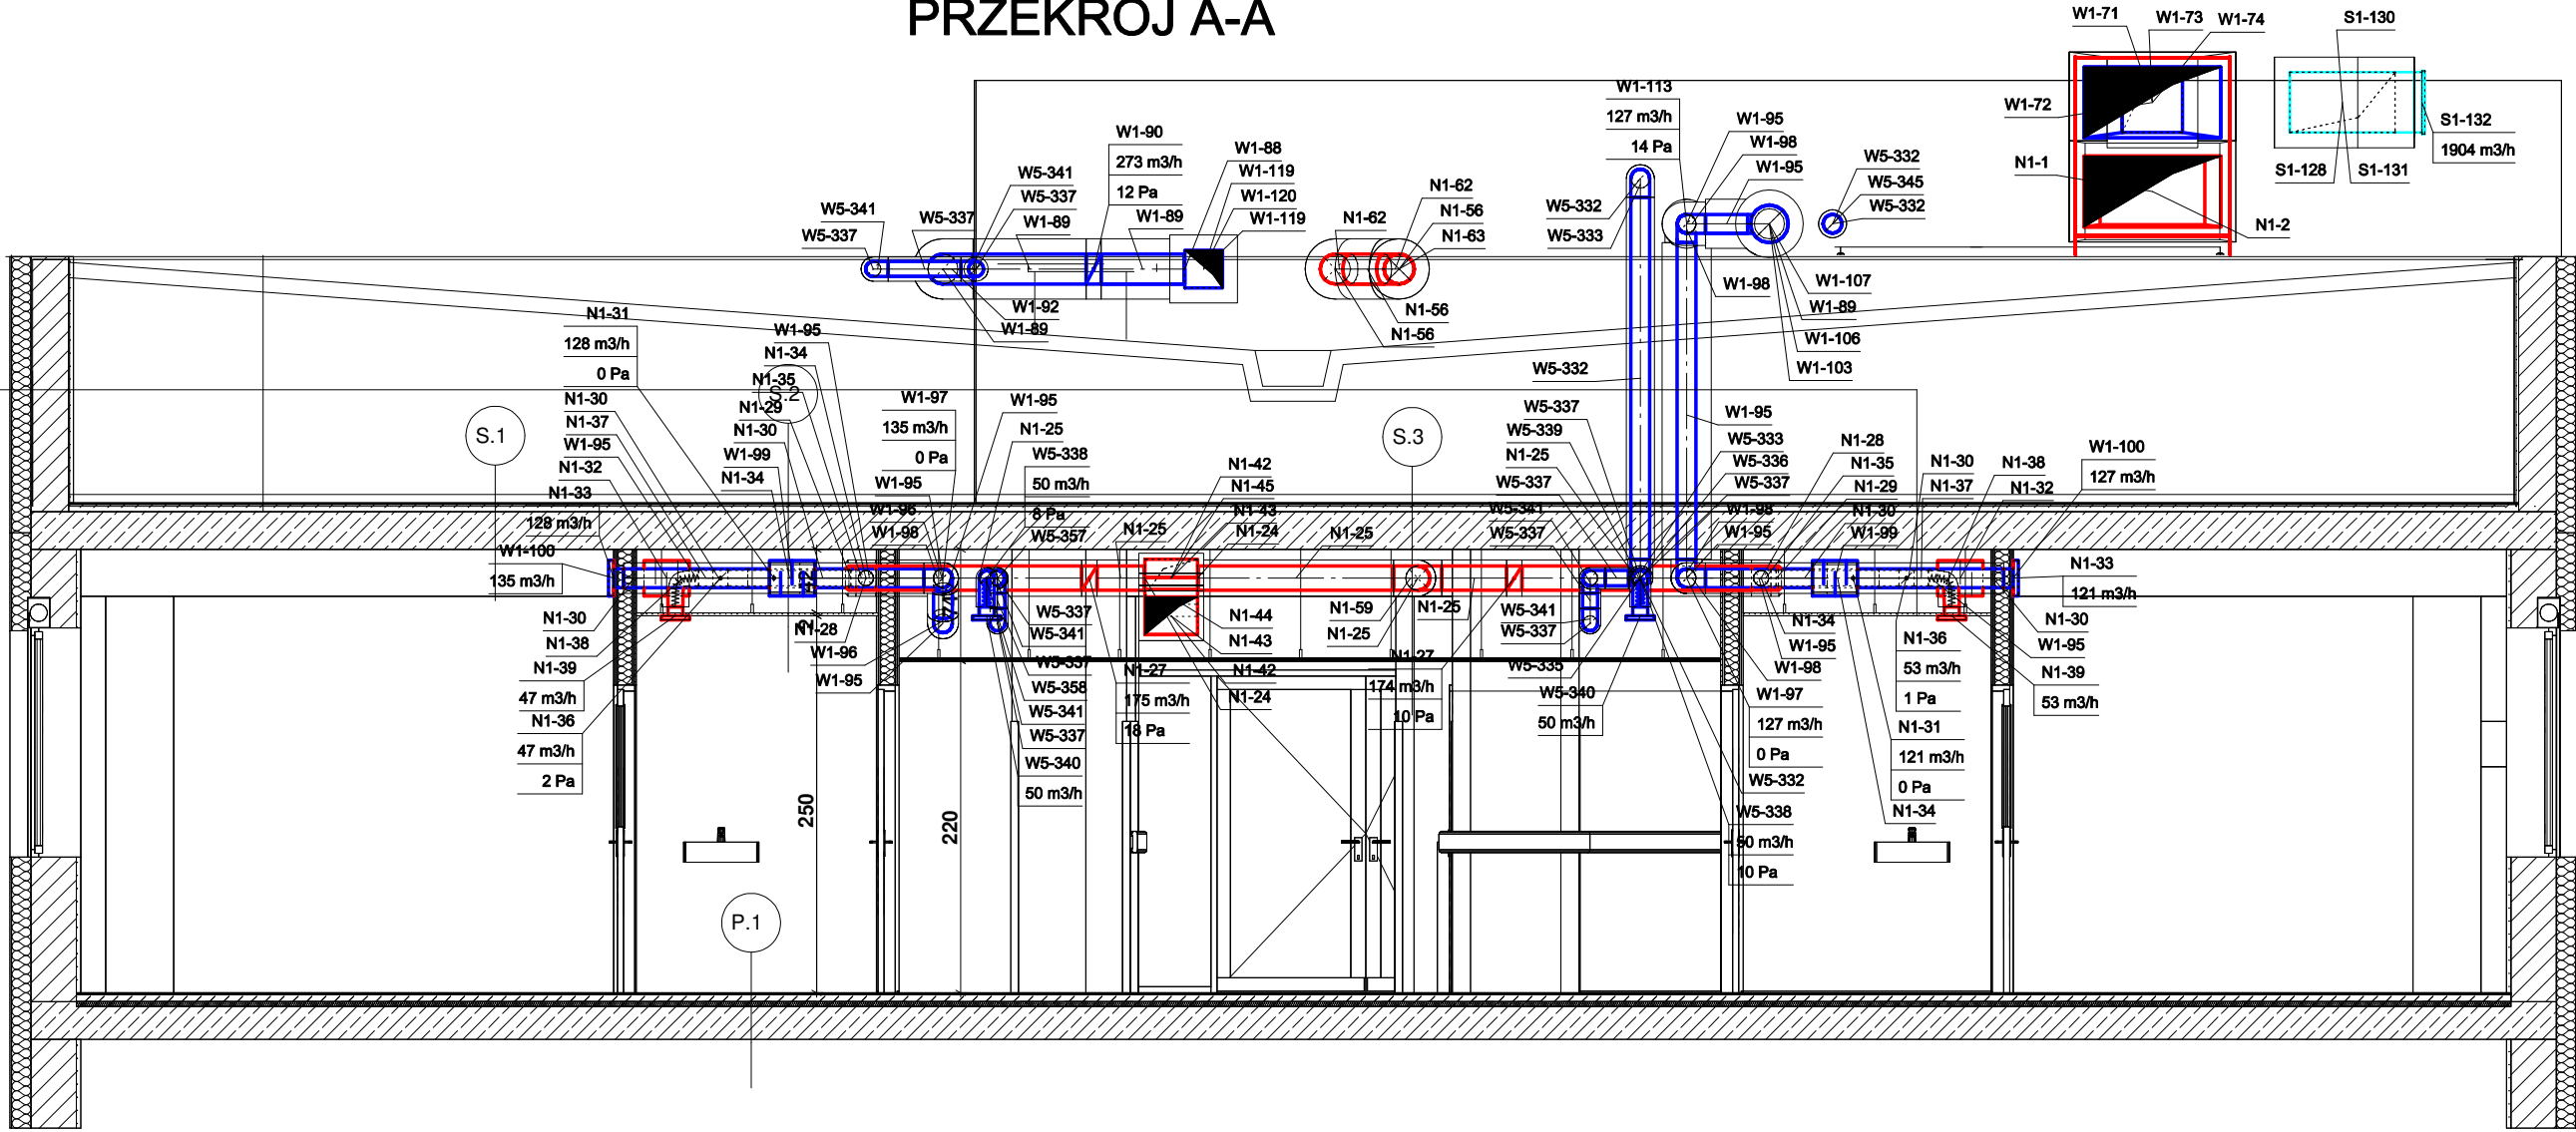 PRZEKRÓJ A-A
W1-71
W1-73
W1-74
S1-130
W1-72
S1-132
1904 m3/h
N1-1
S1-128
S1-131
N1-2
W1-113
127 m3/h
14 Pa
W1-95
W1-98
W1-95
W5-332
W5-345
W5-332
W1-90
273 m3/h
12 Pa
W1-88
W1-119
W1-120
W1-119
W5-341
W5-337
W1-89
W1-89
W5-341
W5-337
W5-337
N1-62
N1-62
N1-56
N1-63
W5-332
W5-333
W1-98
W1-107
W1-89
W1-106
W1-103
W1-92
W1-89
N1-56
N1-56
N1-31
128 m3/h
0 Pa
W1-95
N1-34
N1-35
S.2
N1-30
N1-37
W1-95
N1-32
N1-33
128 m3/h
W1-100
135 m3/h
S.1
N1-29
N1-30
W1-99
N1-34
W1-97
135 m3/h
0 Pa
W1-95
W1-96
W1-98
W1-95
N1-25
W5-338
50 m3/h
8 Pa
W5-357
N1-25
N1-42
N1-45
N1-43
N1-24
N1-25
S.3
W5-332
W5-337
W5-339
N1-25
W5-337
W5-341
W5-337
W1-95
W5-333
W5-336
W5-337
W1-98
W1-95
N1-28
N1-35
N1-29
N1-30
W1-99
N1-30
N1-37
N1-38
N1-32
W1-100
127 m3/h
N1-33
121 m3/h
N1-30
W1-95
N1-39
53 m3/h
N1-30
N1-38
N1-39
47 m3/h
N1-36
47 m3/h
2 Pa
N1-28
W1-96
W1-95
W5-337
W5-341
W5-337
W5-358
W5-341
W5-337
W5-340
50 m3/h
N1-27
175 m3/h
18 Pa
N1-44
N1-43
N1-42
N1-24
N1-59
N1-25
N1-25
N1-27
174 m3/h
10 Pa
W5-341
W5-337
W5-335
W5-340
50 m3/h
N1-34
W1-95
W1-98
W1-97
127 m3/h
0 Pa
W5-332
W5-338
50 m3/h
10 Pa
N1-36
53 m3/h
1 Pa
N1-31
121 m3/h
0 Pa
N1-34
250
220
P.1